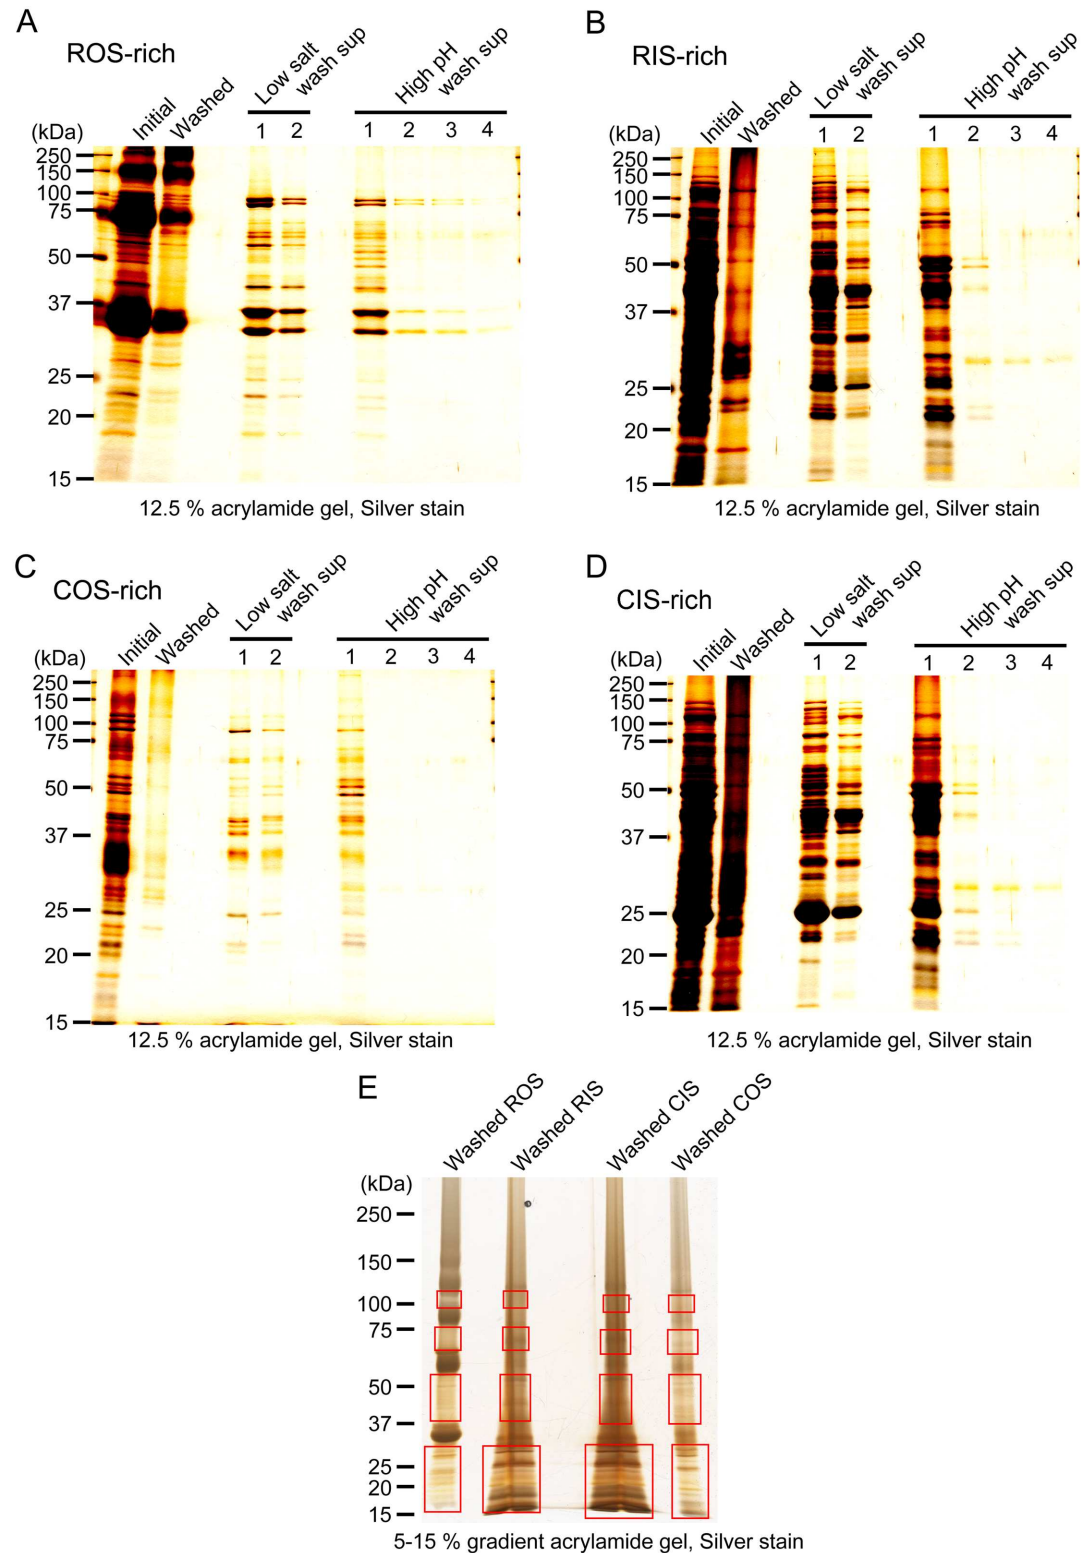 A
ROS-rich
Initial
Washed
Low salt
wash sup
High pH
wash sup
(kDa)
1 2 1 2 3 4
250
150
100
75
50
37
25
20
15
12.5 % acrylamide gel, Silver stain
B
RIS-rich
Initial
Washed
Low salt
wash sup
High pH
wash sup
(kDa)
1 2 1 2 3 4
250
150
100
75
50
37
25
20
15
12.5 % acrylamide gel, Silver stain
C
COS-rich
Initial
Washed
Low salt
wash sup
High pH
wash sup
(kDa)
1 2 1 2 3 4
250
150
100
75
50
37
25
20
15
12.5 % acrylamide gel, Silver stain
D
CIS-rich
Initial
Washed
Low salt
wash sup
High pH
wash sup
(kDa)
1 2 1 2 3 4
250
150
100
75
50
37
25
20
15
12.5 % acrylamide gel, Silver stain
E
Washed ROS
Washed RIS
Washed CIS
Washed COS
(kDa)
250
150
100
75
50
37
25
20
15
5-15 % gradient acrylamide gel, Silver stain